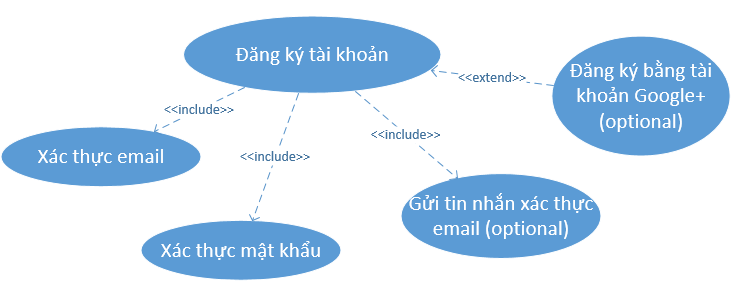 Đăng ký tài khoản
<<extend>>
Đăng ký bằng tài
khoản Google+
(optional)
<<include>>
<<include>>
<<include>>
Xác thực email
Gửi tin nhắn xác thực
email (optional)
Xác thực mật khẩu